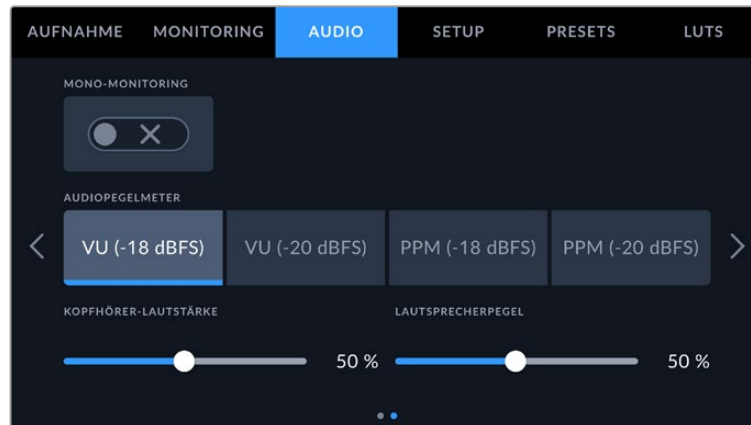 AUFNAHME MONITORING AUDIO SETUP PRESETS LUTS
MONO-MONITORING
AUDIOPEGELMETER
VU (-18 dBFS) VU (-20 dBFS) PPM (-18 dBFS) PPM (-20 dBFS)
KOPFHÖRER-LAUTSTÄRKE LAUTSPRECHERPEGEL
50 % 50 %